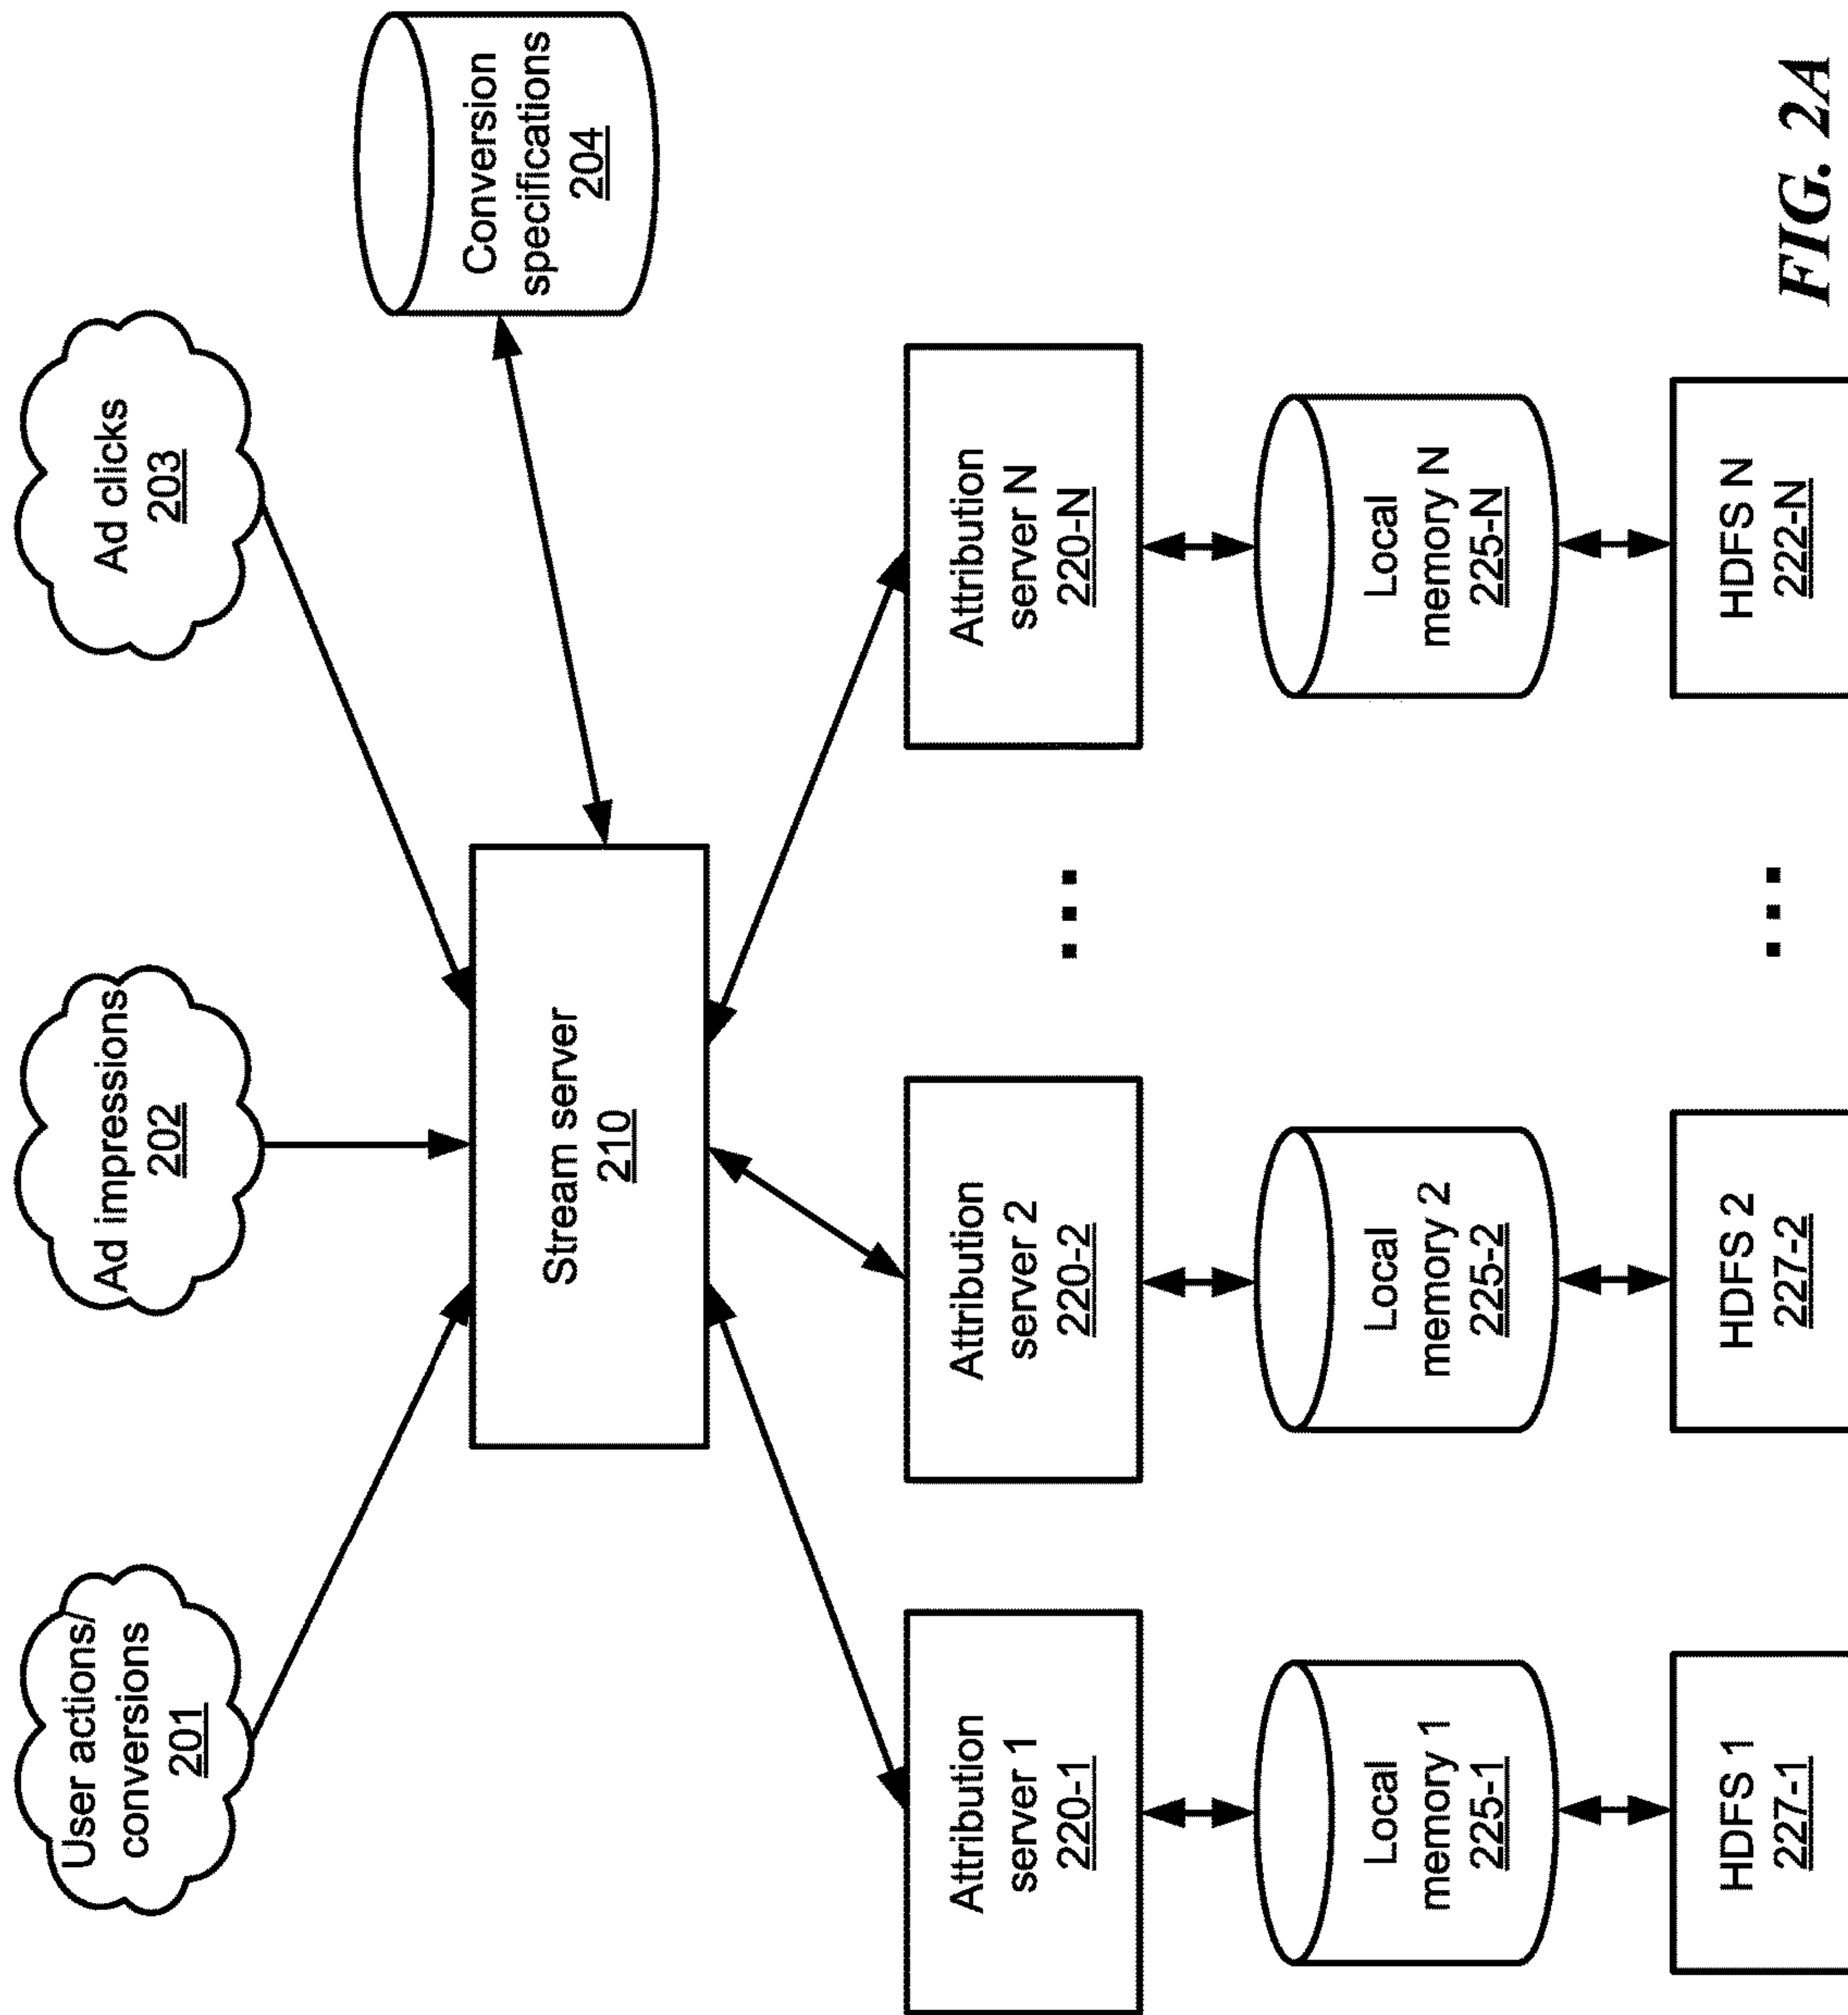 User actions/
conversions
201
Ad impressions
202
Ad clicks
203
Conversion
specifications
204
Stream server
210
Attribution
server 1
220-1
Attribution
server 2
220-2
...
Attribution
server N
220-N
Local
memory 1
225-1
Local
memory 2
225-2
Local
memory N
225-N
HDFS 1
227-1
HDFS 2
227-2
...
HDFS N
222-N
FIG. 2A